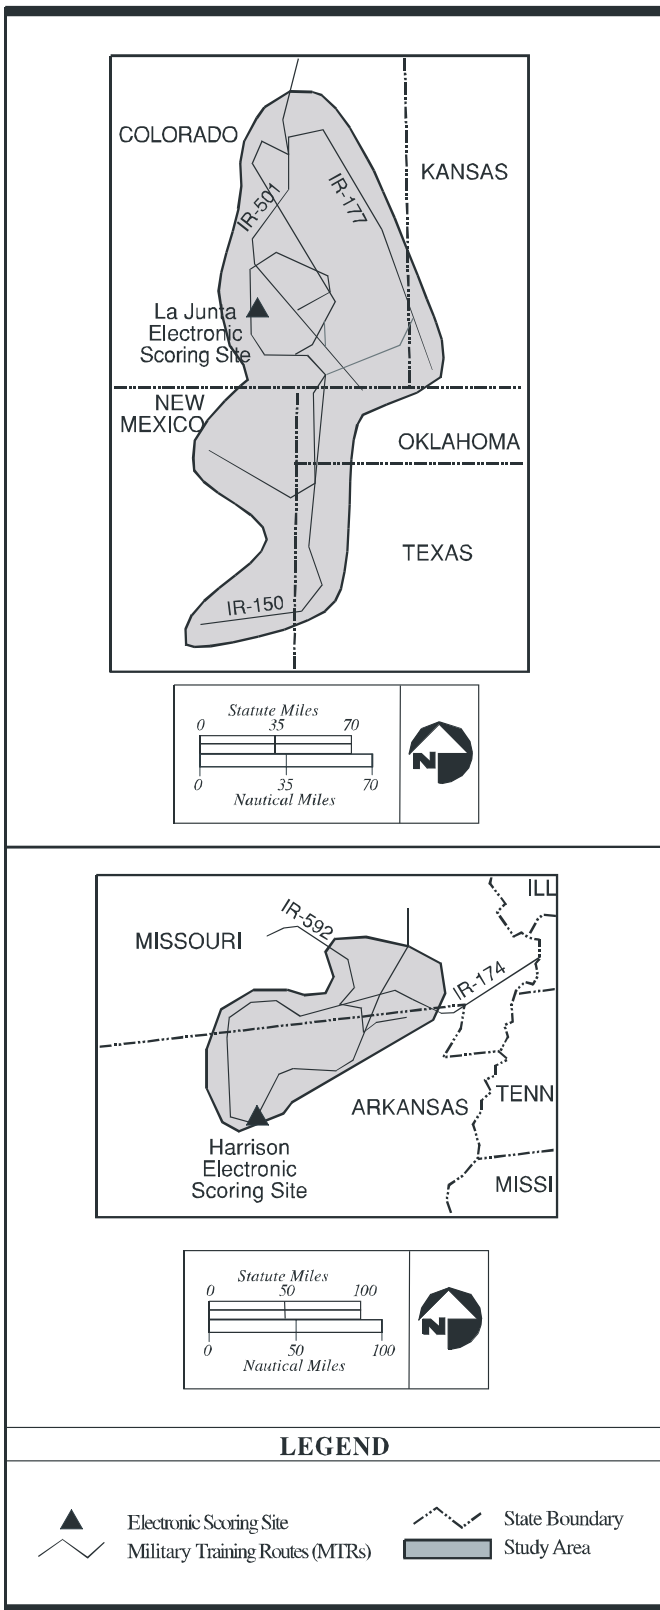 COLORADO
KANSAS
IR-501
IR-177
La Junta
Electronic
Scoring Site
NEW
MEXICO
OKLAHOMA
TEXAS
IR-150
Statute Miles
0 35 70
N
0 35 70
Nautical Miles
ILL
IR-592
MISSOURI
IR-174
ARKANSAS
TENN
Harrison
Electronic
Scoring Site
MISSI
Statute Miles
0 50 100
N
0 50 100
Nautical Miles
LEGEND
Electronic Scoring Site
State Boundary
Military Training Routes (MTRs)
Study Area